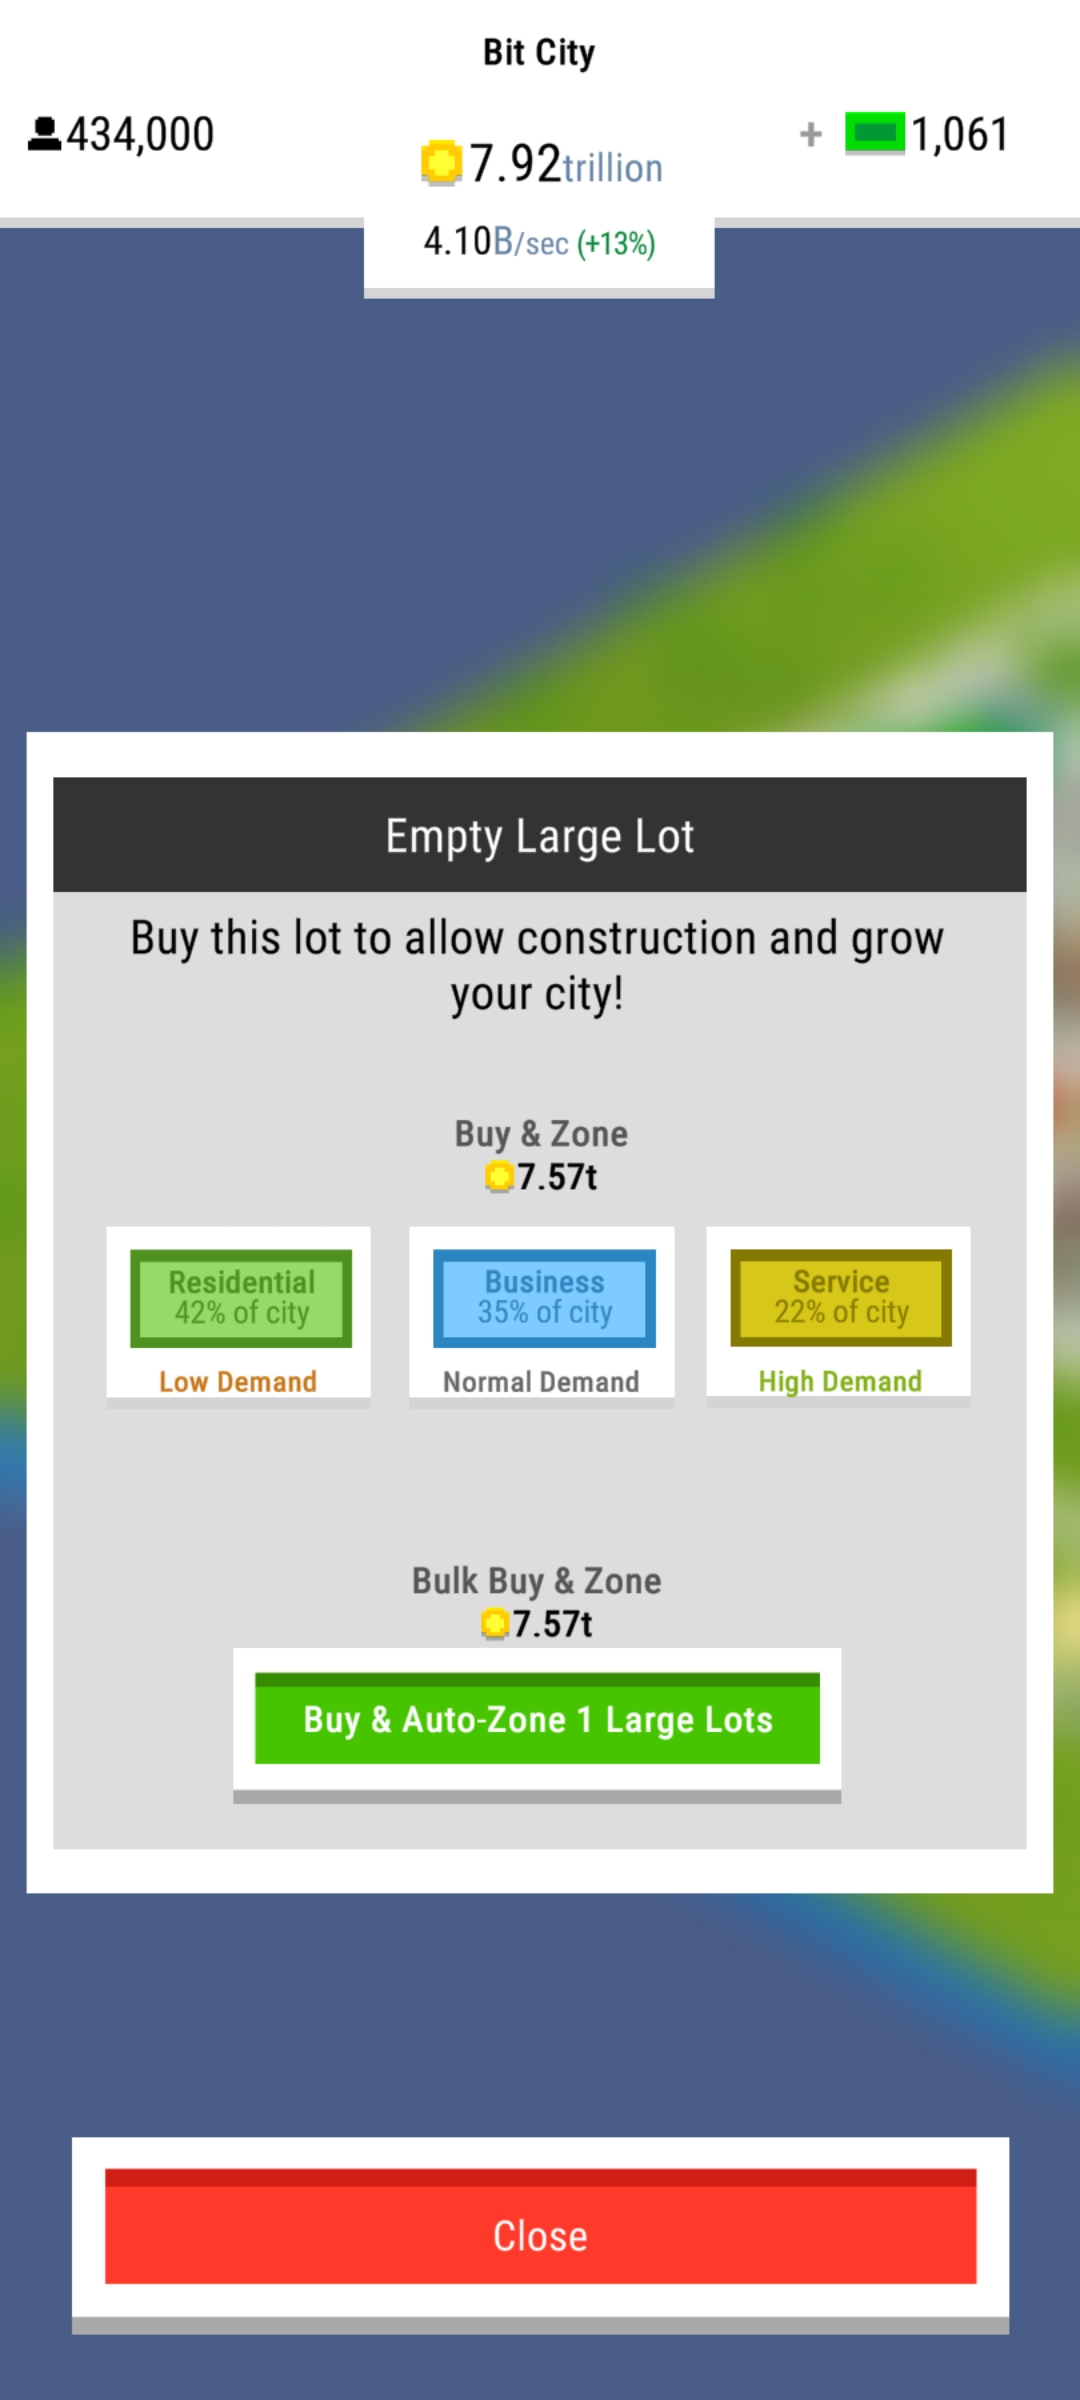 Bit City
434,000
7.92trillion
+ 1,061
4.10B/sec (+13%)
Empty Large Lot
Buy this lot to allow construction and grow
your city!
Buy & Zone
7.57t
Residential
42% of city
Low Demand
Business
35% of city
Normal Demand
Service
22% of city
High Demand
Bulk Buy & Zone
7.57t
Buy & Auto-Zone 1 Large Lots
Close